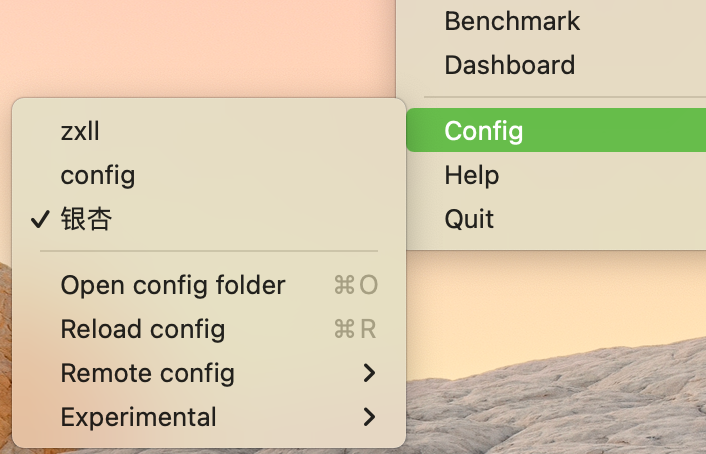 Benchmark
Dashboard
Config
Help
Quit
zxll
config
✓ 银杏
Open config folder ⌘O
Reload config ⌘R
Remote config >
Experimental >